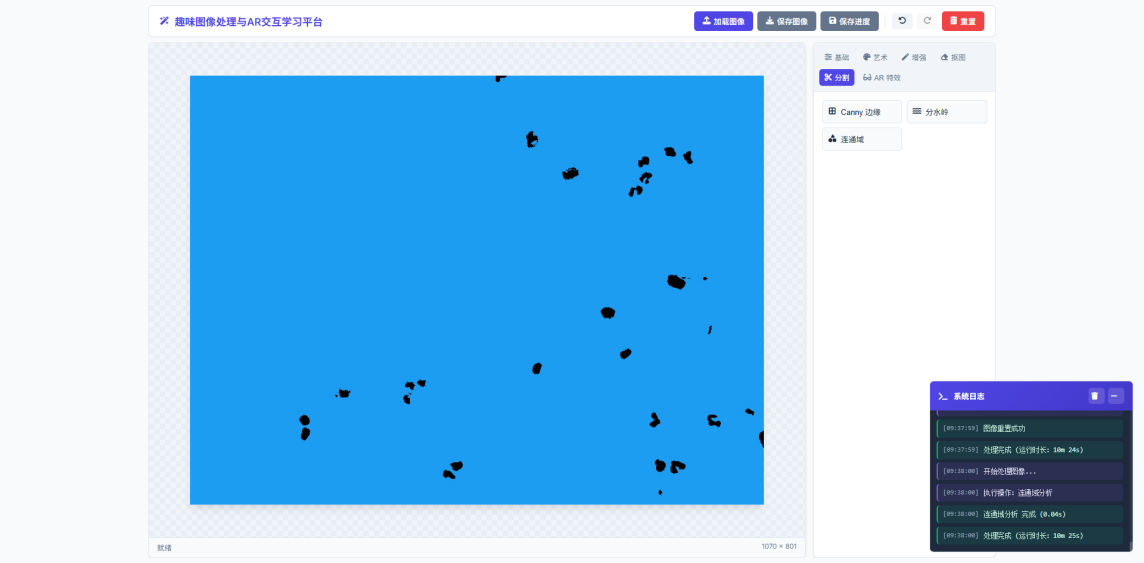 趣味图像处理与AR交互学习平台
加载图像 保存图像 保存进度 重置
基础 艺术 增强 抠图
分割 AR 特效
Canny 边缘 分水岭
连通域
系统日志
[09:37:59] 图像重置成功
[09:37:59] 处理完成 (运行时长: 10m 24s)
[09:38:00] 开始处理图像...
[09:38:00] 执行操作: 连通域分析
[09:38:00] 连通域分析 完成 (0.04s)
[09:38:00] 处理完成 (运行时长: 10m 25s)
就绪 1070 × 801